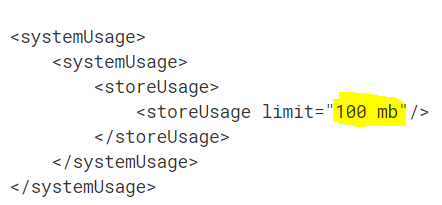 <systemUsage>
<systemUsage>
<storeUsage>
<storeUsage limit="100 mb"/>
</storeUsage>
</systemUsage>
</systemUsage>